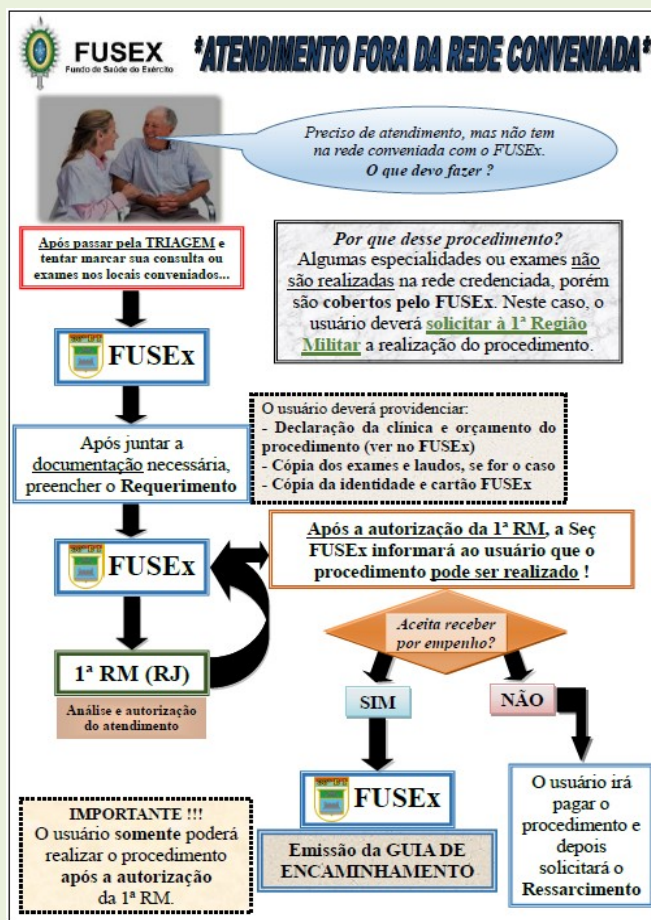 FUSEX
Fundo de Saúde do Exército
*ATENDIMENTO FORA DA REDE CONVENIADA*
Preciso de atendimento, mas não tem
na rede conveniada com o FUSEx.
O que devo fazer ?
Após passar pela TRIAGEM e
tentar marcar sua consulta ou
exames nos locais conveniados...
Por que desse procedimento?
Algumas especialidades ou exames não
são realizadas na rede credenciada, porém
são cobertos pelo FUSEx. Neste caso, o
usuário deverá solicitar à 1ª Região
Militar a realização do procedimento.
FUSEx
Após juntar a
documentação necessária,
preencher o Requerimento
O usuário deverá providenciar:
- Declaração da clínica e orçamento do
procedimento (ver no FUSEx)
- Cópia dos exames e laudos, se for o caso
- Cópia da identidade e cartão FUSEx
FUSEx
Após a autorização da 1ª RM, a Seç
FUSEx informará ao usuário que o
procedimento pode ser realizado !
1ª RM (RJ)
Análise e autorização
do atendimento
Aceita receber
por empenho?
SIM
NÃO
FUSEx
Emissão da GUIA DE
ENCAMINHAMENTO
O usuário irá
pagar o
procedimento e
depois
solicitará o
Ressarcimento
IMPORTANTE !!!
O usuário somente poderá
realizar o procedimento
após a autorização
da 1ª RM.